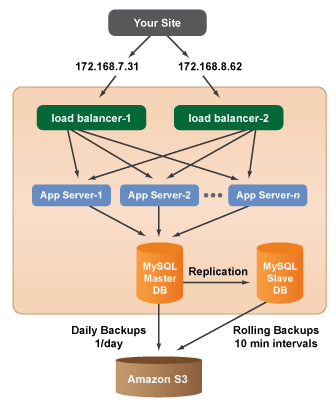 Your Site
172.168.7.31
172.168.8.62
load balancer-1
load balancer-2
App Server-1
App Server-2
App Server-n
MySQL
Master
DB
Replication
MySQL
Slave
DB
Daily Backups
1/day
Rolling Backups
10 min intervals
Amazon S3